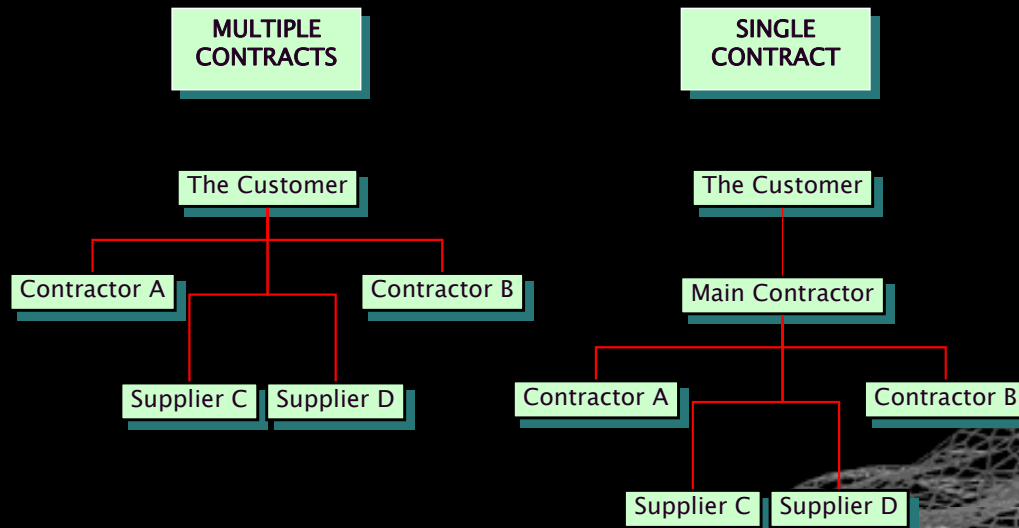 MULTIPLE
CONTRACTS
SINGLE
CONTRACT
The Customer
The Customer
Contractor A
Contractor B
Main Contractor
Supplier C
Supplier D
Contractor A
Contractor B
Supplier C
Supplier D